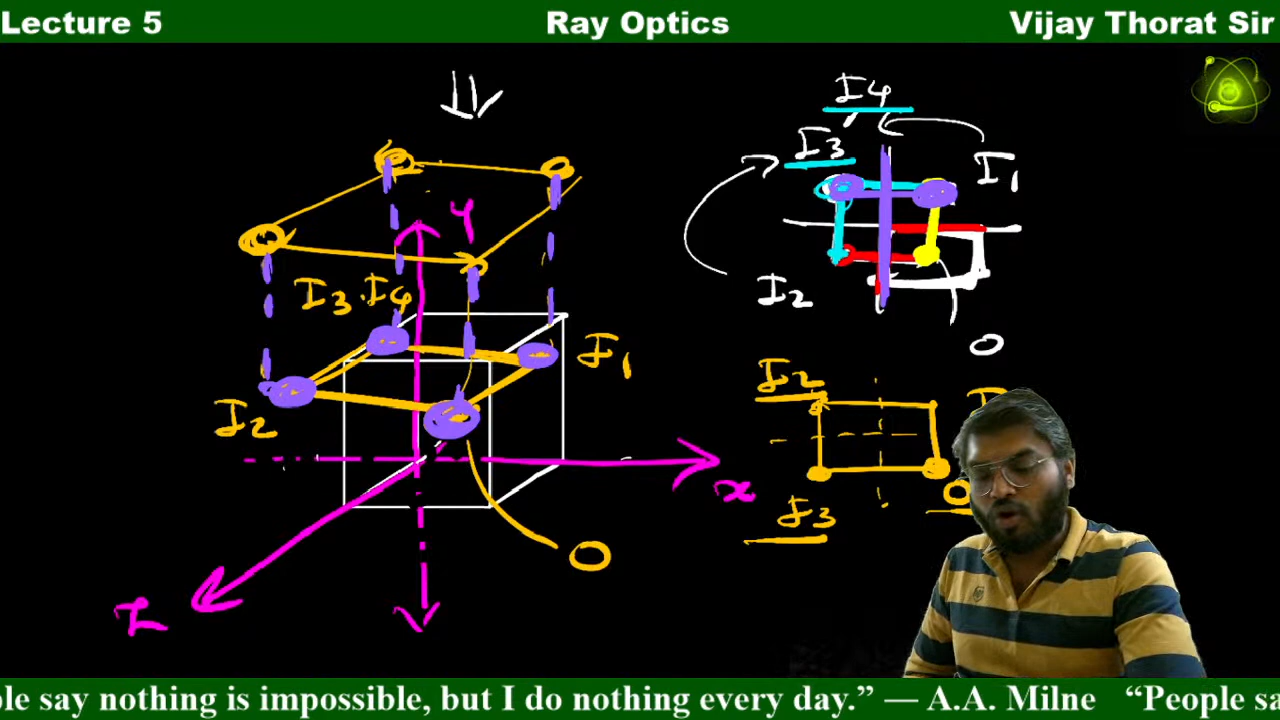 Lecture 5 Ray Optics Vijay Thorat Sir
I4
I3
I1
I2
O
Y
I3 I4
I1
I2
x
Z
O
I2
I3
O
ple say nothing is impossible, but I do nothing every day.” — A.A. Milne “People sa